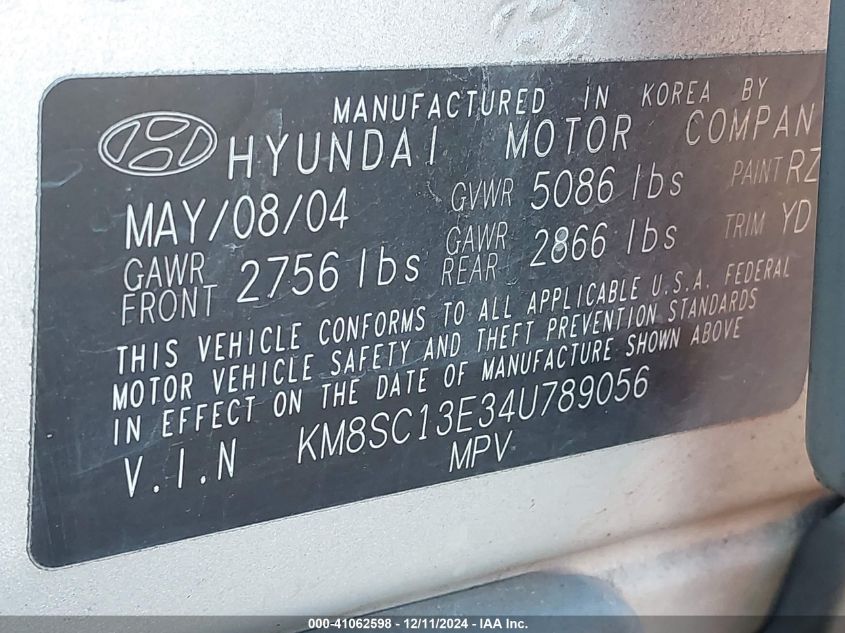 MANUFACTURED IN KOREA BY
HYUNDAI MOTOR COMPAN
MAY/08/04 GVWR 5086 lbs PAINT RZ
GAWR FRONT 2756 lbs GAWR REAR 2866 lbs TRIM YD
THIS VEHICLE CONFORMS TO ALL APPLICABLE U.S.A. FEDERAL
MOTOR VEHICLE SAFETY AND THEFT PREVENTION STANDARDS
IN EFFECT ON THE DATE OF MANUFACTURE SHOWN ABOVE
V.I.N KM8SC13E34U789056
MPV
000-41062598 - 12/11/2024 - IAA Inc.